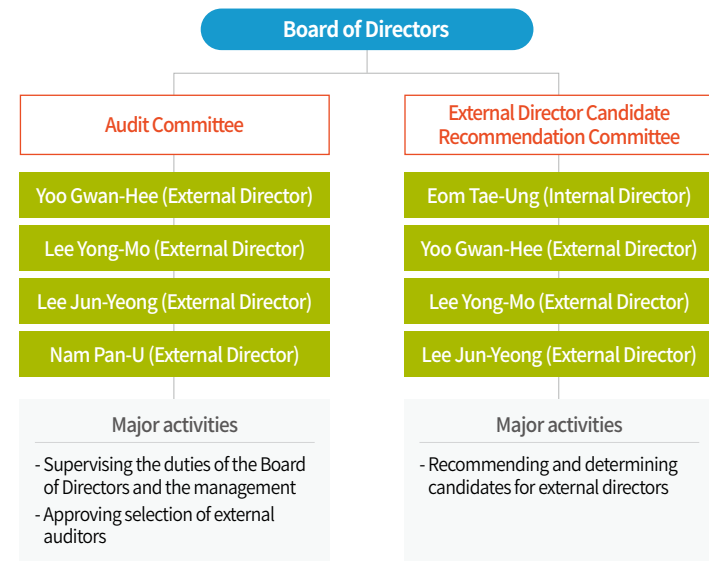 Board of Directors
Audit Committee
Yoo Gwan-Hee (External Director)
Lee Yong-Mo (External Director)
Lee Jun-Yeong (External Director)
Nam Pan-U (External Director)
Major activities
- Supervising the duties of the Board
of Directors and the management
- Approving selection of external
auditors
External Director Candidate
Recommendation Committee
Eom Tae-Ung (Internal Director)
Yoo Gwan-Hee (External Director)
Lee Yong-Mo (External Director)
Lee Jun-Yeong (External Director)
Major activities
- Recommending and determining
candidates for external directors